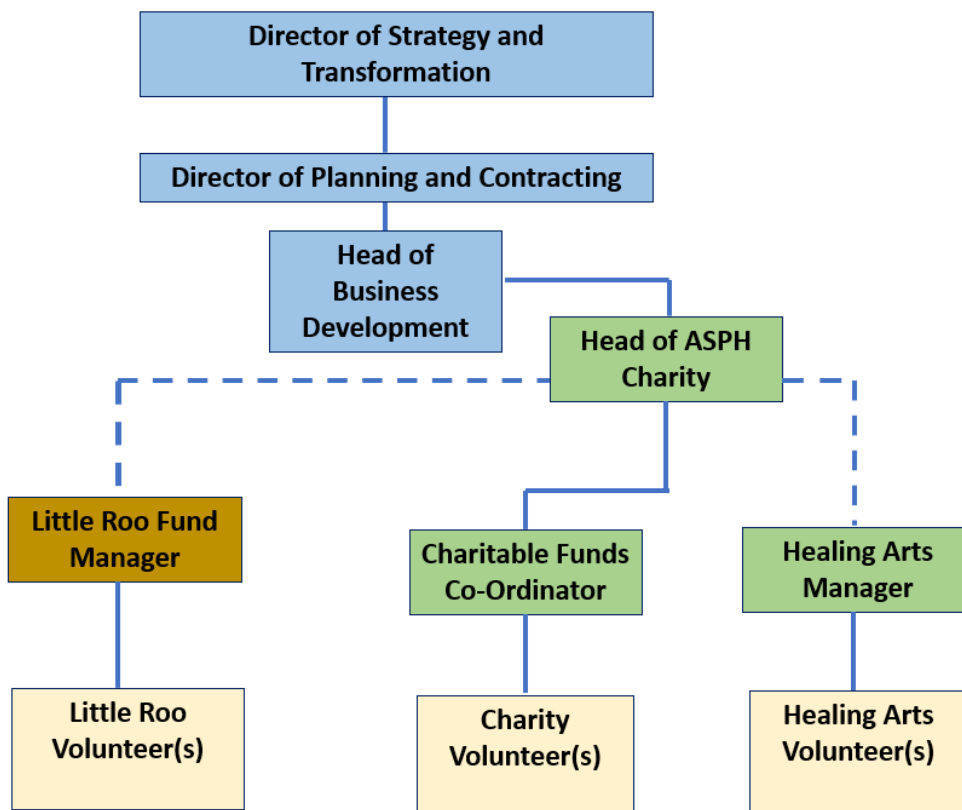 Director of Strategy and
Transformation
Director of Planning and Contracting
Head of
Business
Development
Head of ASPH
Charity
Little Roo Fund
Manager
Charitable Funds
Co-Ordinator
Healing Arts
Manager
Little Roo
Volunteer(s)
Charity
Volunteer(s)
Healing Arts
Volunteer(s)